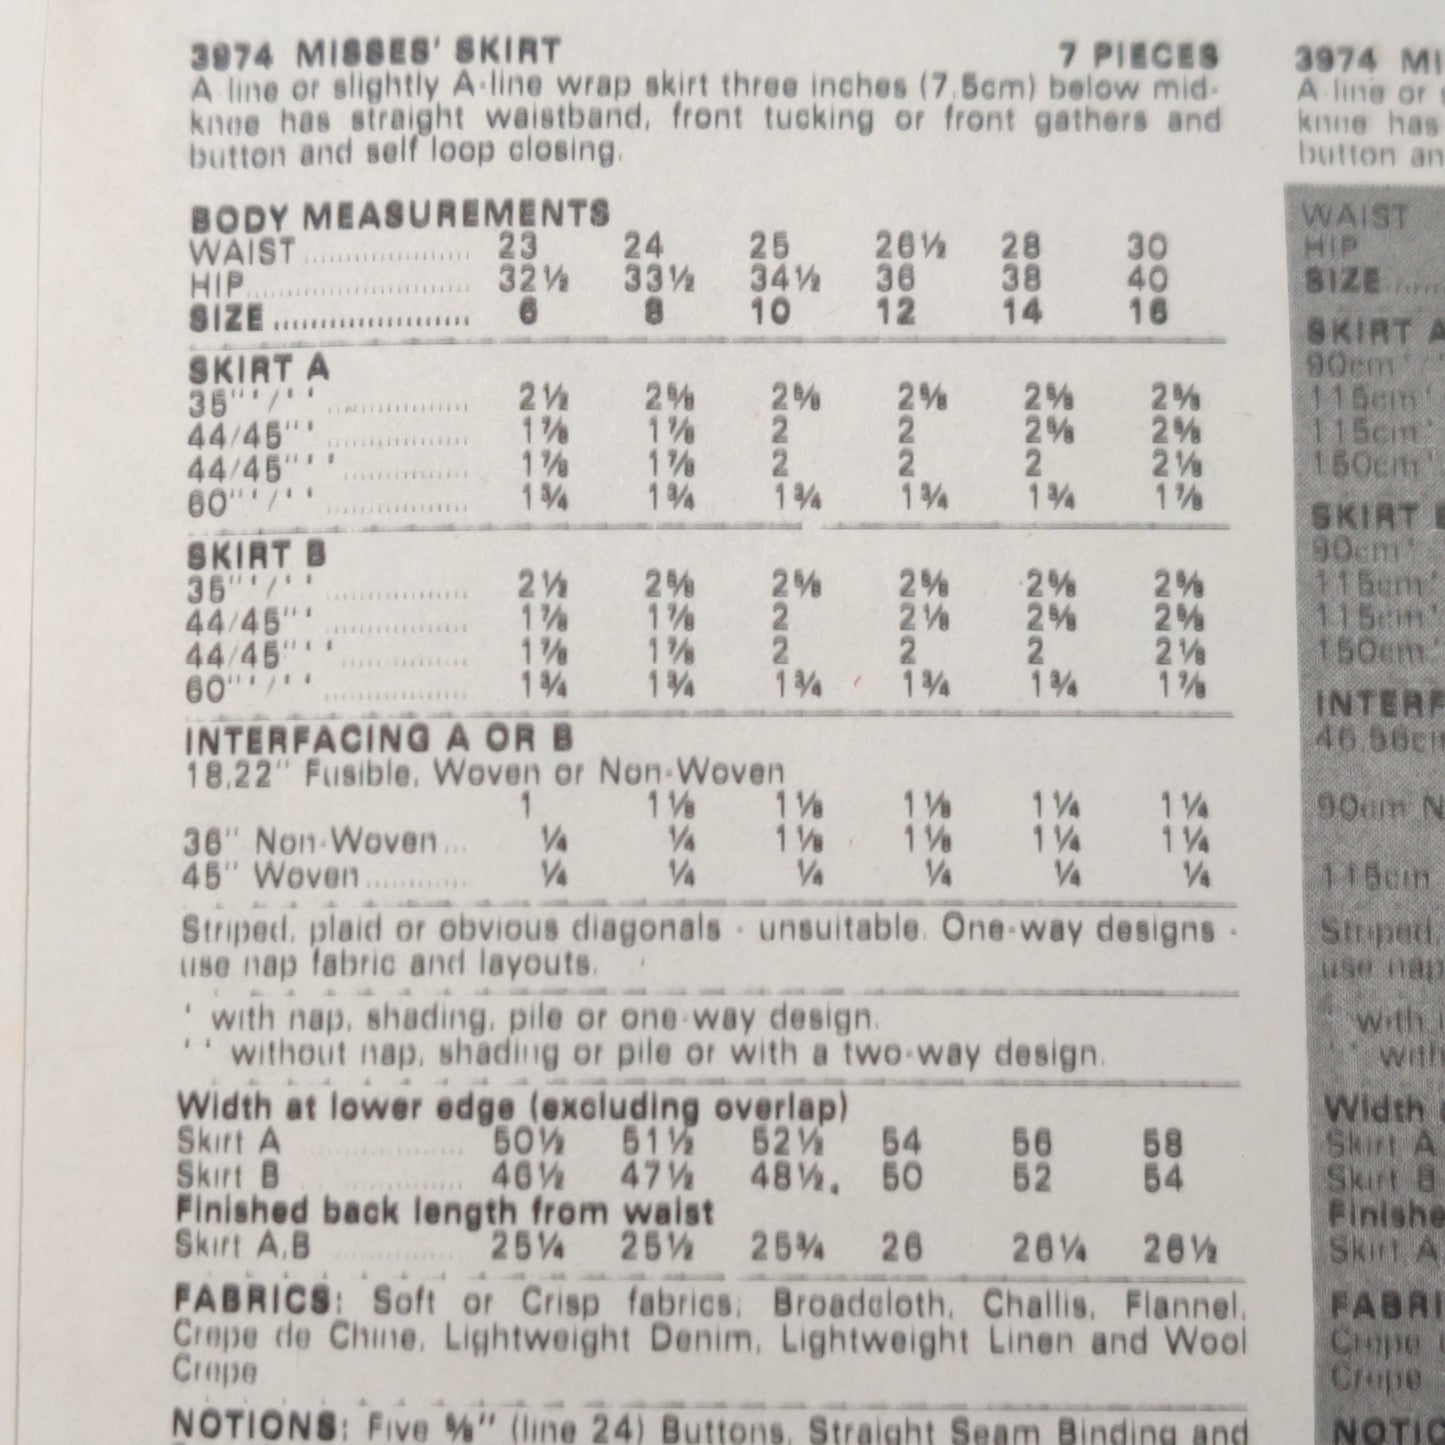 3974 MISSES' SKIRT 7 PIECES
A-line or slightly A-line wrap skirt three inches (7.5cm) below mid-
knee has straight waistband, front tucking or front gathers and
button and self loop closing.
BODY MEASUREMENTS
WAIST 23 24 25 26½ 28 30
HIP 32½ 33½ 34½ 36 38 40
SIZE 6 8 10 12 14 16
SKIRT A
35"'/'' 2½ 2⅝ 2⅝ 2⅝ 2⅝ 2⅝
44/45"' 1⅞ 1⅞ 2 2 2⅝ 2⅝
44/45"'' 1⅞ 1⅞ 2 2 2 2⅛
60"'/'' 1¾ 1¾ 1¾ 1¾ 1¾ 1⅞
SKIRT B
35"'/'' 2½ 2⅝ 2⅝ 2⅝ 2⅝ 2⅝
44/45"' 1⅞ 1⅞ 2 2⅛ 2⅝ 2⅝
44/45"'' 1⅞ 1⅞ 2 2 2 2⅛
60"'/'' 1¾ 1¾ 1¾ 1¾ 1¾ 1⅞
INTERFACING A OR B
18,22" Fusible, Woven or Non-Woven
1 1⅛ 1⅛ 1⅛ 1¼ 1¼
36" Non-Woven ¼ ¼ 1⅛ 1⅛ 1¼ 1¼
45" Woven ¼ ¼ ¼ ¼ ¼ ¼
Striped, plaid or obvious diagonals - unsuitable. One-way designs -
use nap fabric and layouts.
' with nap, shading, pile or one-way design.
'' without nap, shading or pile or with a two-way design.
Width at lower edge (excluding overlap)
Skirt A 50½ 51½ 52½ 54 56 58
Skirt B 46½ 47½ 48½ 50 52 54
Finished back length from waist
Skirt A,B 25¼ 25½ 25¾ 26 26¼ 26½
FABRICS: Soft or Crisp fabrics; Broadcloth, Challis, Flannel,
Crepe de Chine, Lightweight Denim, Lightweight Linen and Wool
Crepe
NOTIONS: Five ⅝" (line 24) Buttons, Straight Seam Binding and
3974 MI
A-line or
knee has
button an
WAIST
HIP
SIZE
SKIRT A
90cm'/'
115cm'
115cm'
150cm'
SKIRT
90cm'
115cm'
115cm'
150cm'
INTERF
46,56cm
90cm N
115cm
Striped,
use nap
' with
'' with
Width
Skirt A
Skirt B
Finishe
Skirt A
FABRI
Crepe
Crepe
NOTIO